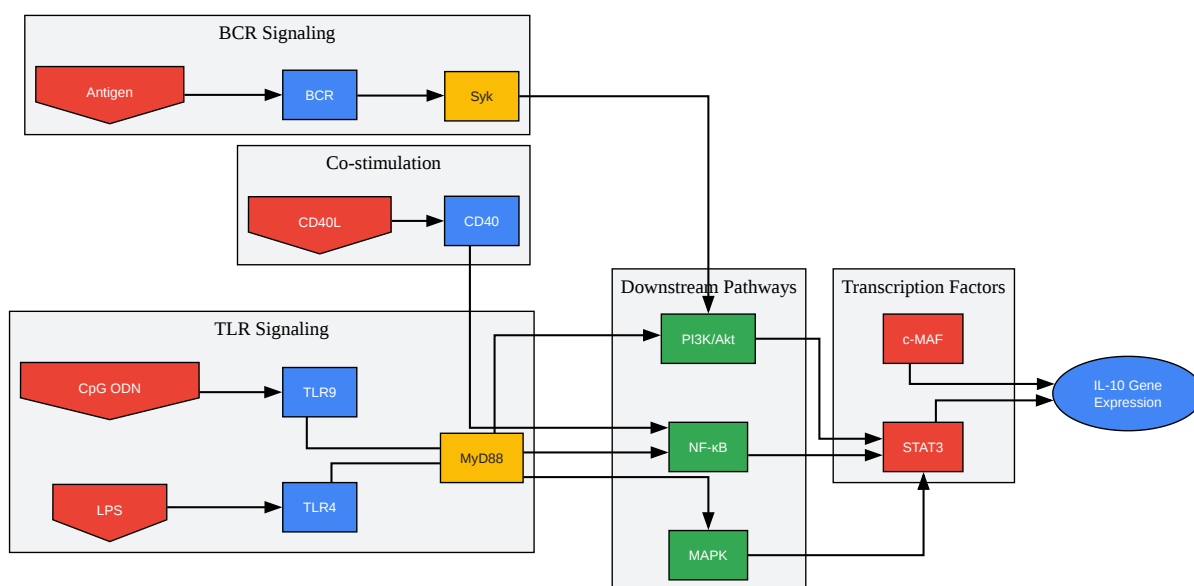 BCR Signaling
Antigen
BCR
Syk
Co-stimulation
CD40L
CD40
TLR Signaling
CpG ODN
TLR9
MyD88
LPS
TLR4
Downstream Pathways
PI3K/Akt
NF-κB
MAPK
Transcription Factors
c-MAF
STAT3
IL-10 Gene
Expression